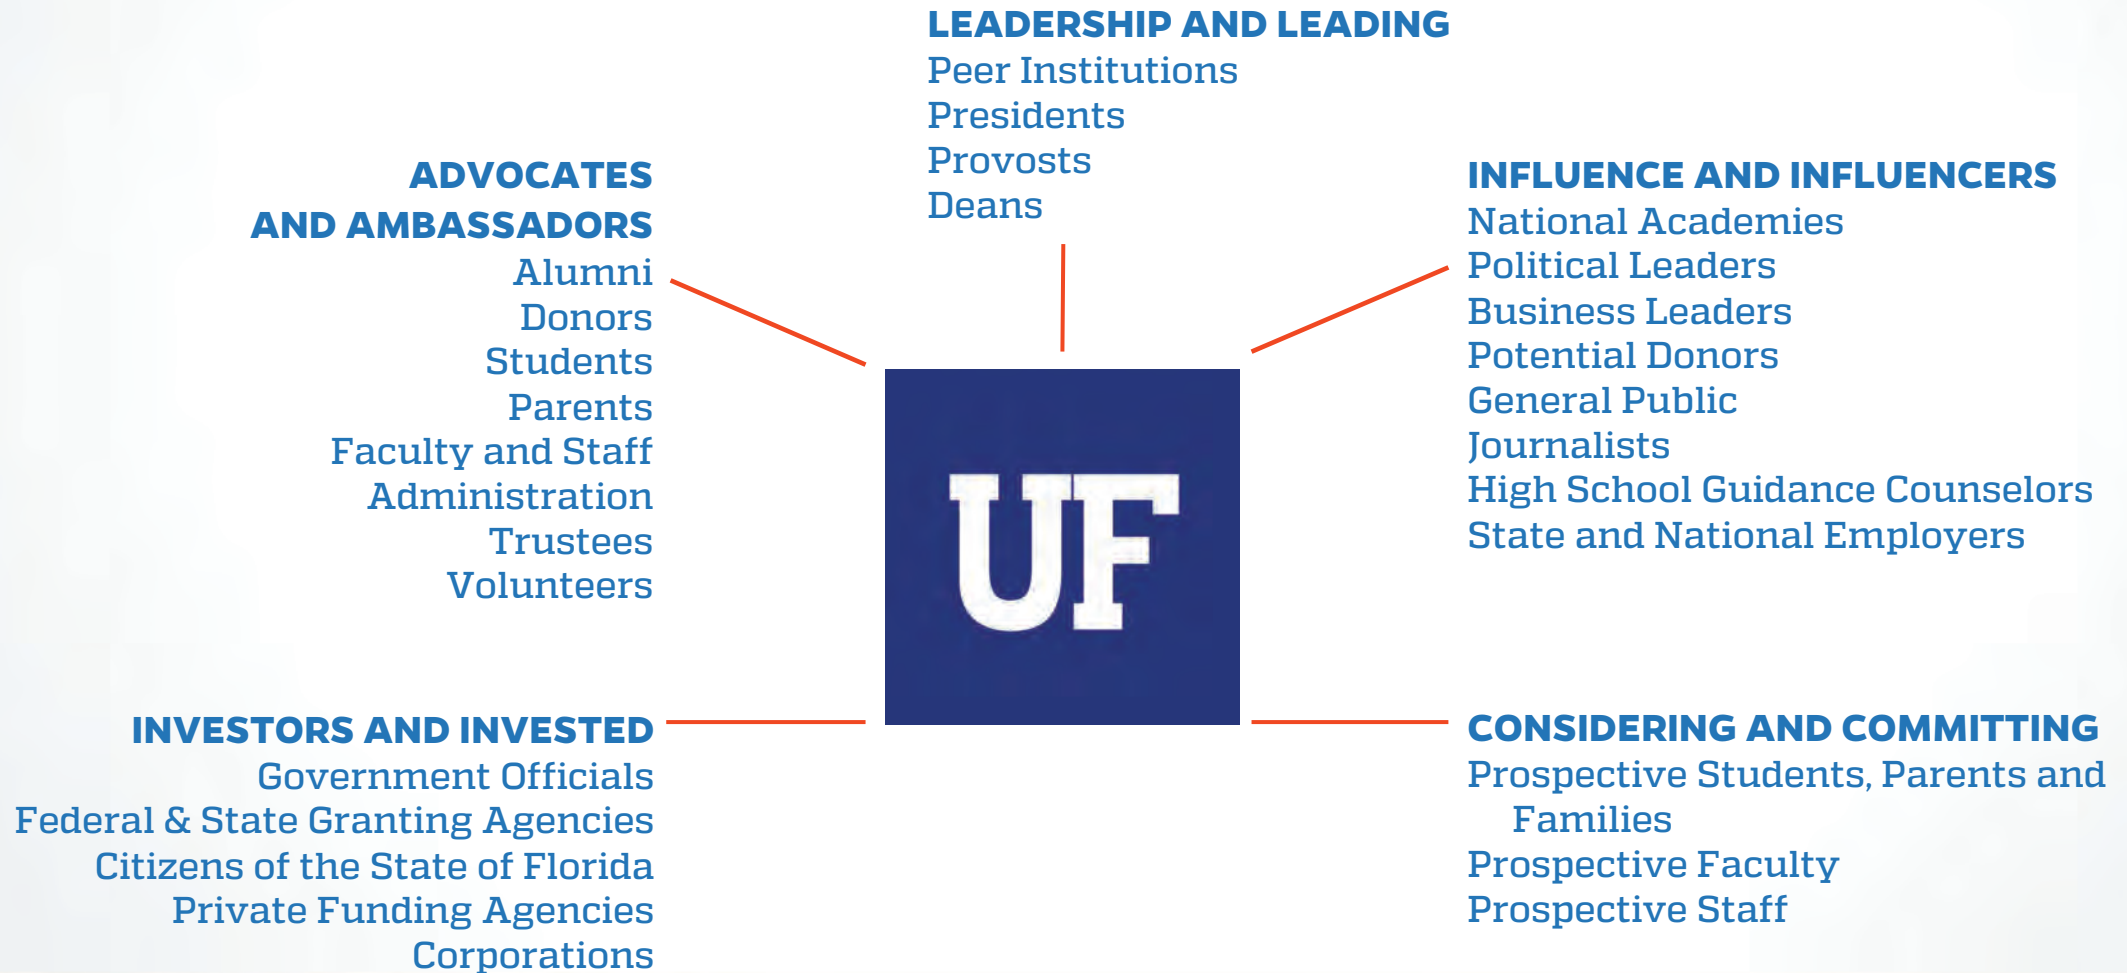 LEADERSHIP AND LEADING
Peer Institutions
Presidents
Provosts
Deans
ADVOCATES
AND AMBASSADORS
Alumni
Donors
Students
Parents
Faculty and Staff
Administration
Trustees
Volunteers
INFLUENCE AND INFLUENCERS
National Academies
Political Leaders
Business Leaders
Potential Donors
General Public
Journalists
High School Guidance Counselors
State and National Employers
UF
INVESTORS AND INVESTED
Government Officials
Federal & State Granting Agencies
Citizens of the State of Florida
Private Funding Agencies
Corporations
CONSIDERING AND COMMITTING
Prospective Students, Parents and
Families
Prospective Faculty
Prospective Staff